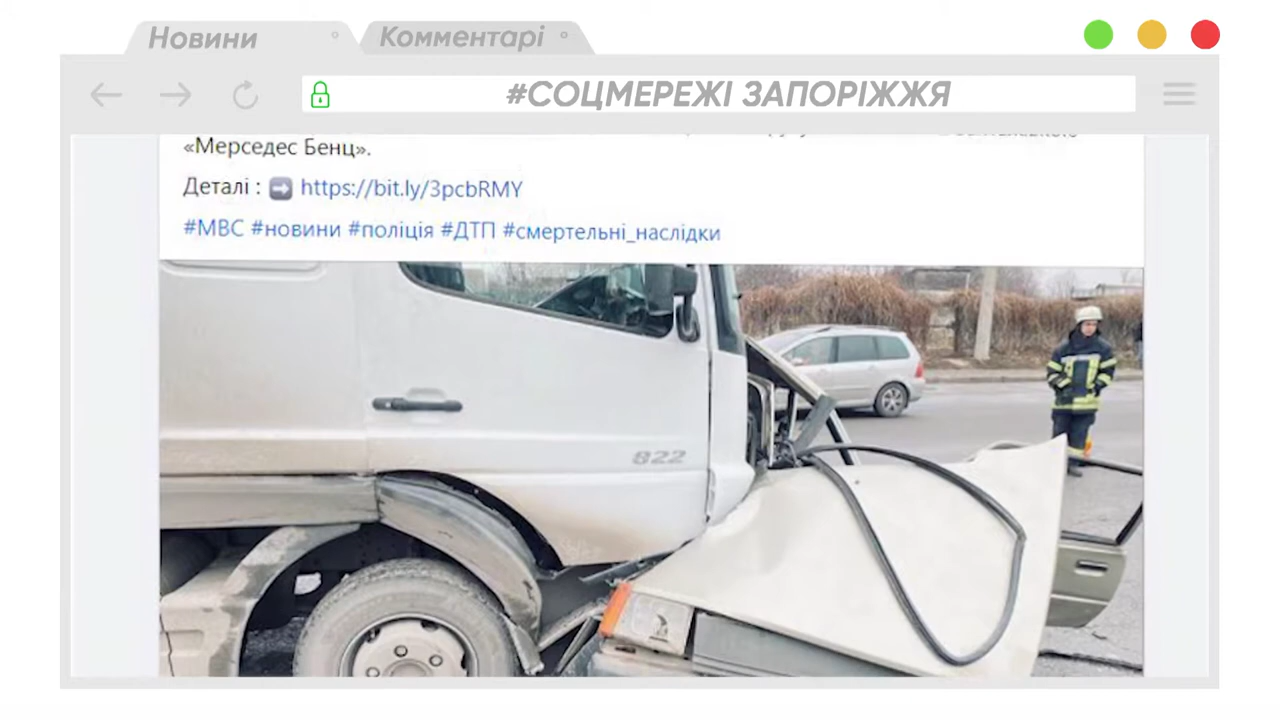 Новини
Комментарі
#СОЦМЕРЕЖІ ЗАПОРІЖЖЯ
«Мерседес Бенц».
Деталі : ➡ https://bit.ly/3pcbRMY
#МВС #новини #поліція #ДТП #смертельні_наслідки
822